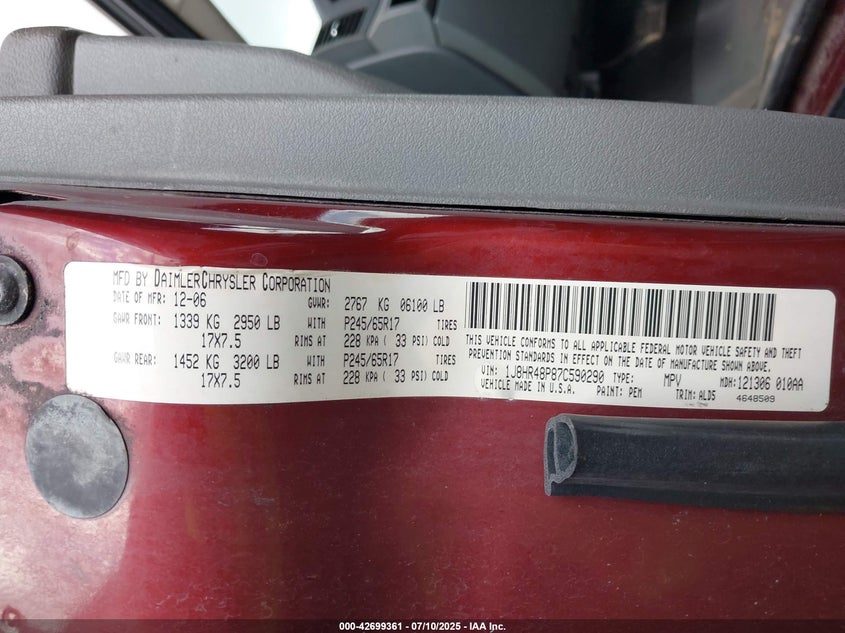 MFD BY DAIMLERCHRYSLER CORPORATION
DATE OF MFR: 12-06 GVWR: 2767 KG 06100 LB
GAWR FRONT: 1339 KG 2950 LB WITH P245/65R17 TIRES
17X7.5 RIMS AT 228 KPA ( 33 PSI) COLD
GAWR REAR: 1452 KG 3200 LB WITH P245/65R17 TIRES
17X7.5 RIMS AT 228 KPA ( 33 PSI) COLD
THIS VEHICLE CONFORMS TO ALL APPLICABLE FEDERAL MOTOR VEHICLE SAFETY AND THEFT
PREVENTION STANDARDS IN EFFECT ON THE DATE OF MANUFACTURE SHOWN ABOVE.
VIN: 1J8HR48P87C590290 TYPE: MPV MDH: 121306 010AA
VEHICLE MADE IN U.S.A. PAINT: PEM TRIM: ALD5 4648509
000-42699361 - 07/10/2025 - IAA Inc.